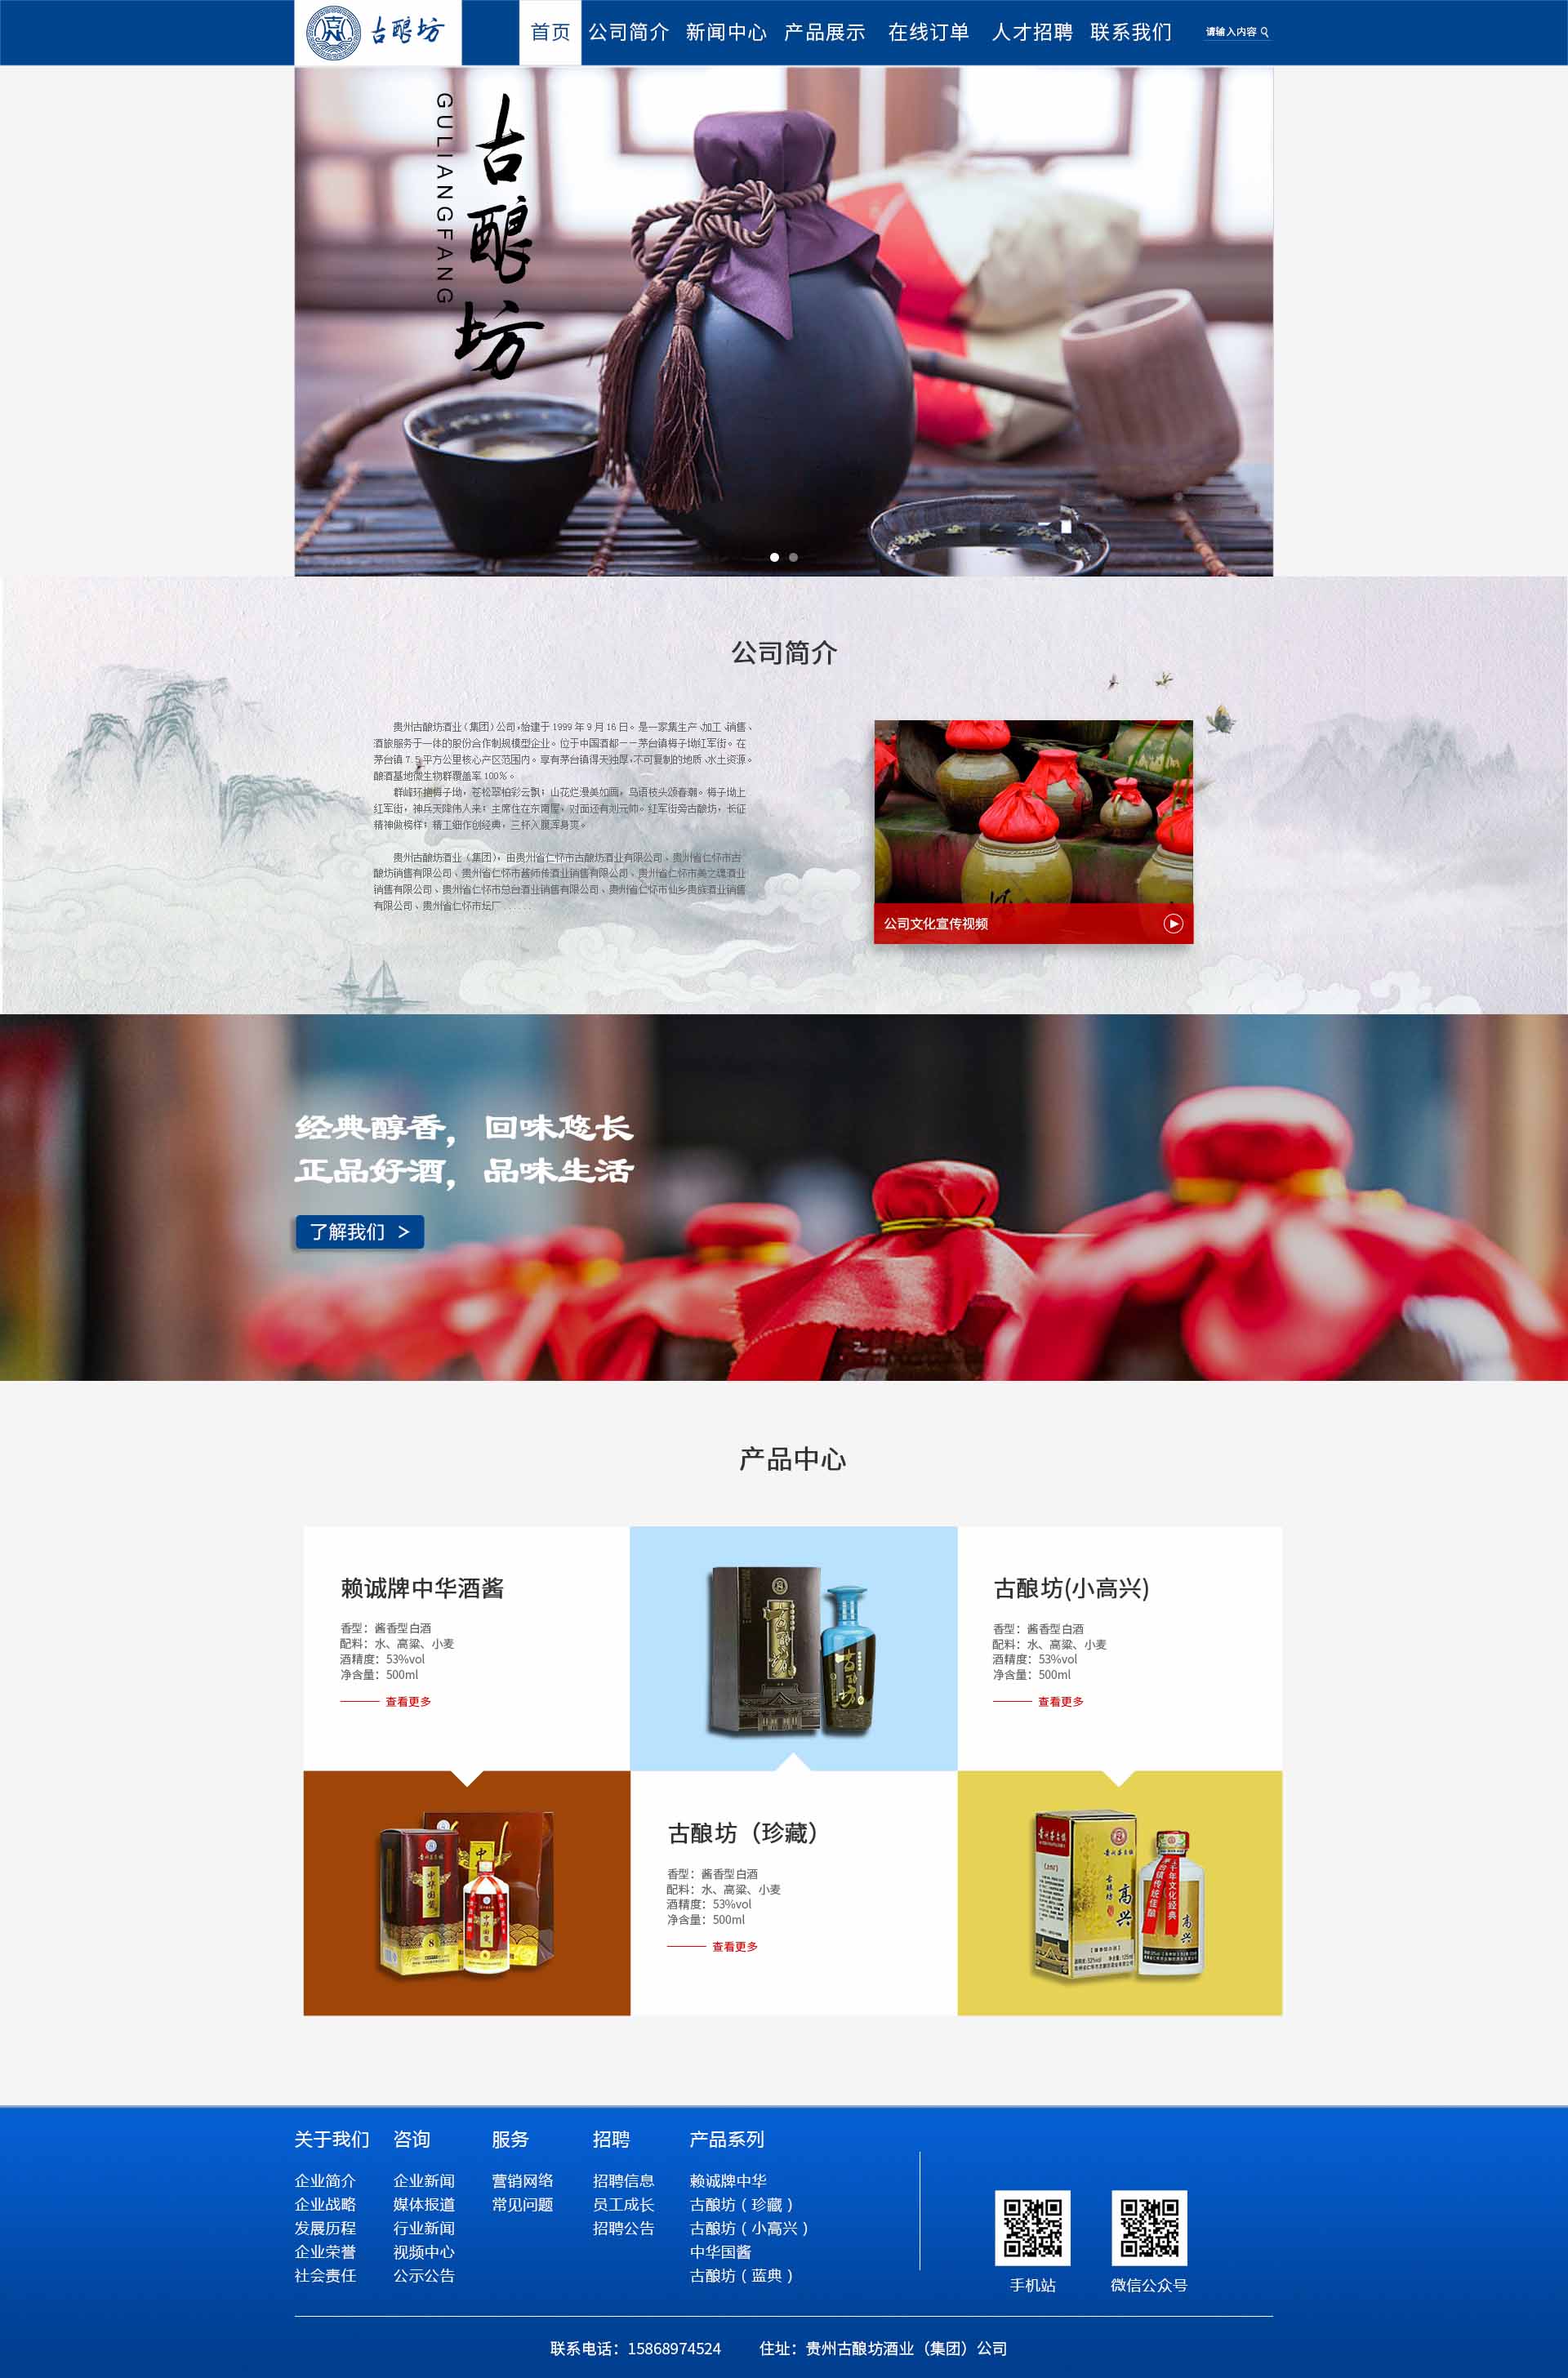 古酿坊
首页 公司简介 新闻中心 产品展示 在线订单 人才招聘 联系我们
请输入内容
古酿坊
GULIANGFANG
公司简介
贵州古酿坊酒业（集团）公司，始建于 1999 年 9 月 16 日。是一家集生产、加工、销售、
酒旅服务于一体的股份合作制规模型企业。位于中国酒都——茅台镇梅子坳红军街。在
茅台镇 7.5 平方公里核心产区范围内。享有茅台镇得天独厚，不可复制的地质、水土资源。
酿酒基地微生物群覆盖率 100%。
群峰环抱梅子坳，苍松翠柏彩云飘；山花烂漫美如画，鸟语枝头颂春潮。梅子坳上
红军街，神兵天降伟人来；主席住在东南屋，对面还有刘元帅。红军街旁古酿坊，长征
精神做榜样；精工细作创经典，三杯入腹浑身爽。
贵州古酿坊酒业（集团），由贵州省仁怀市古酿坊酒业有限公司、贵州省仁怀市古
酿坊销售有限公司、贵州省仁怀市酱师传酒业销售有限公司、贵州省仁怀市美之魂酒业
销售有限公司、贵州省仁怀市总台酒业销售有限公司、贵州省仁怀市仙乡贵族酒业销售
有限公司、贵州省仁怀市坛厂......
公司文化宣传视频
经典醇香，回味悠长
正品好酒，品味生活
了解我们 >
产品中心
赖诚牌中华酒酱
香型：酱香型白酒
配料：水、高粱、小麦
酒精度：53%vol
净含量：500ml
查看更多
古酿坊
古酿坊(小高兴)
香型：酱香型白酒
配料：水、高粱、小麦
酒精度：53%vol
净含量：500ml
查看更多
中华国酱
古酿坊（珍藏）
香型：酱香型白酒
配料：水、高粱、小麦
酒精度：53%vol
净含量：500ml
查看更多
贵州茅台镇
古酿坊
高兴
关于我们 咨询 服务 招聘 产品系列
企业简介 企业新闻 营销网络 招聘信息 赖诚牌中华
企业战略 媒体报道 常见问题 员工成长 古酿坊（珍藏）
发展历程 行业新闻 招聘公告 古酿坊（小高兴）
企业荣誉 视频中心 中华国酱
社会责任 公示公告 古酿坊（蓝典）
手机站 微信公众号
联系电话：15868974524 住址：贵州古酿坊酒业（集团）公司